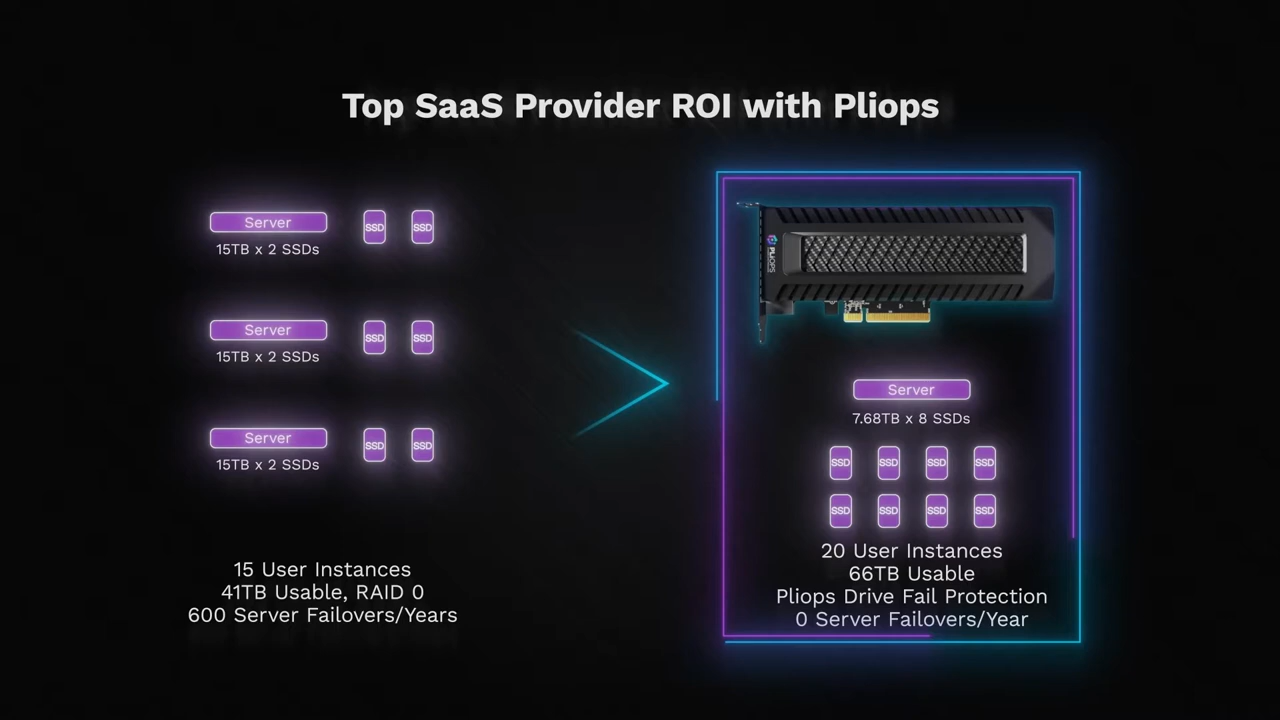 Top SaaS Provider ROI with Pliops
Server
SSD
SSD
15TB x 2 SSDs
Server
SSD
SSD
15TB x 2 SSDs
Server
SSD
SSD
15TB x 2 SSDs
15 User Instances
41TB Usable, RAID 0
600 Server Failovers/Years
PLIOPS
Server
7.68TB x 8 SSDs
SSD
SSD
SSD
SSD
SSD
SSD
SSD
SSD
20 User Instances
66TB Usable
Pliops Drive Fail Protection
0 Server Failovers/Year